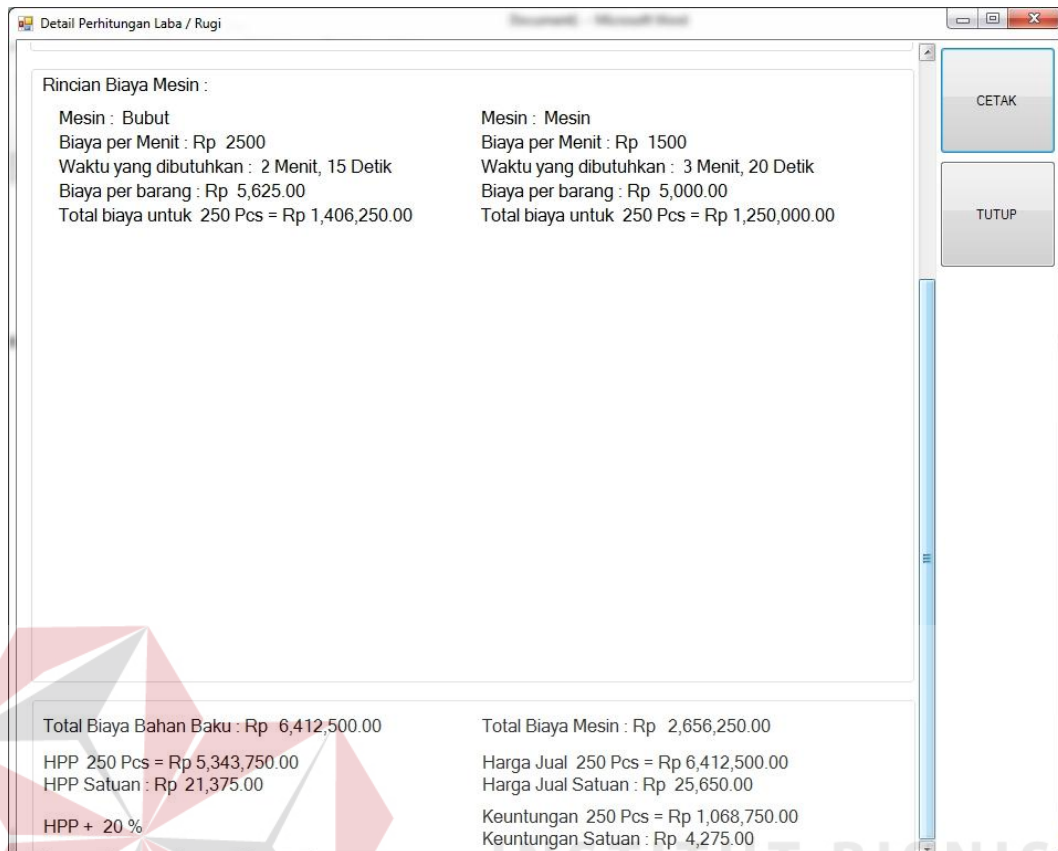 Detail Perhitungan Laba / Rugi
Document1 - Microsoft Word
CETAK
TUTUP
Rincian Biaya Mesin :
Mesin : Bubut
Biaya per Menit : Rp 2500
Waktu yang dibutuhkan : 2 Menit, 15 Detik
Biaya per barang : Rp 5,625.00
Total biaya untuk 250 Pcs = Rp 1,406,250.00
Mesin : Mesin
Biaya per Menit : Rp 1500
Waktu yang dibutuhkan : 3 Menit, 20 Detik
Biaya per barang : Rp 5,000.00
Total biaya untuk 250 Pcs = Rp 1,250,000.00
Total Biaya Bahan Baku : Rp 6,412,500.00
HPP 250 Pcs = Rp 5,343,750.00
HPP Satuan : Rp 21,375.00
HPP + 20 %
Total Biaya Mesin : Rp 2,656,250.00
Harga Jual 250 Pcs = Rp 6,412,500.00
Harga Jual Satuan : Rp 25,650.00
Keuntungan 250 Pcs = Rp 1,068,750.00
Keuntungan Satuan : Rp 4,275.00